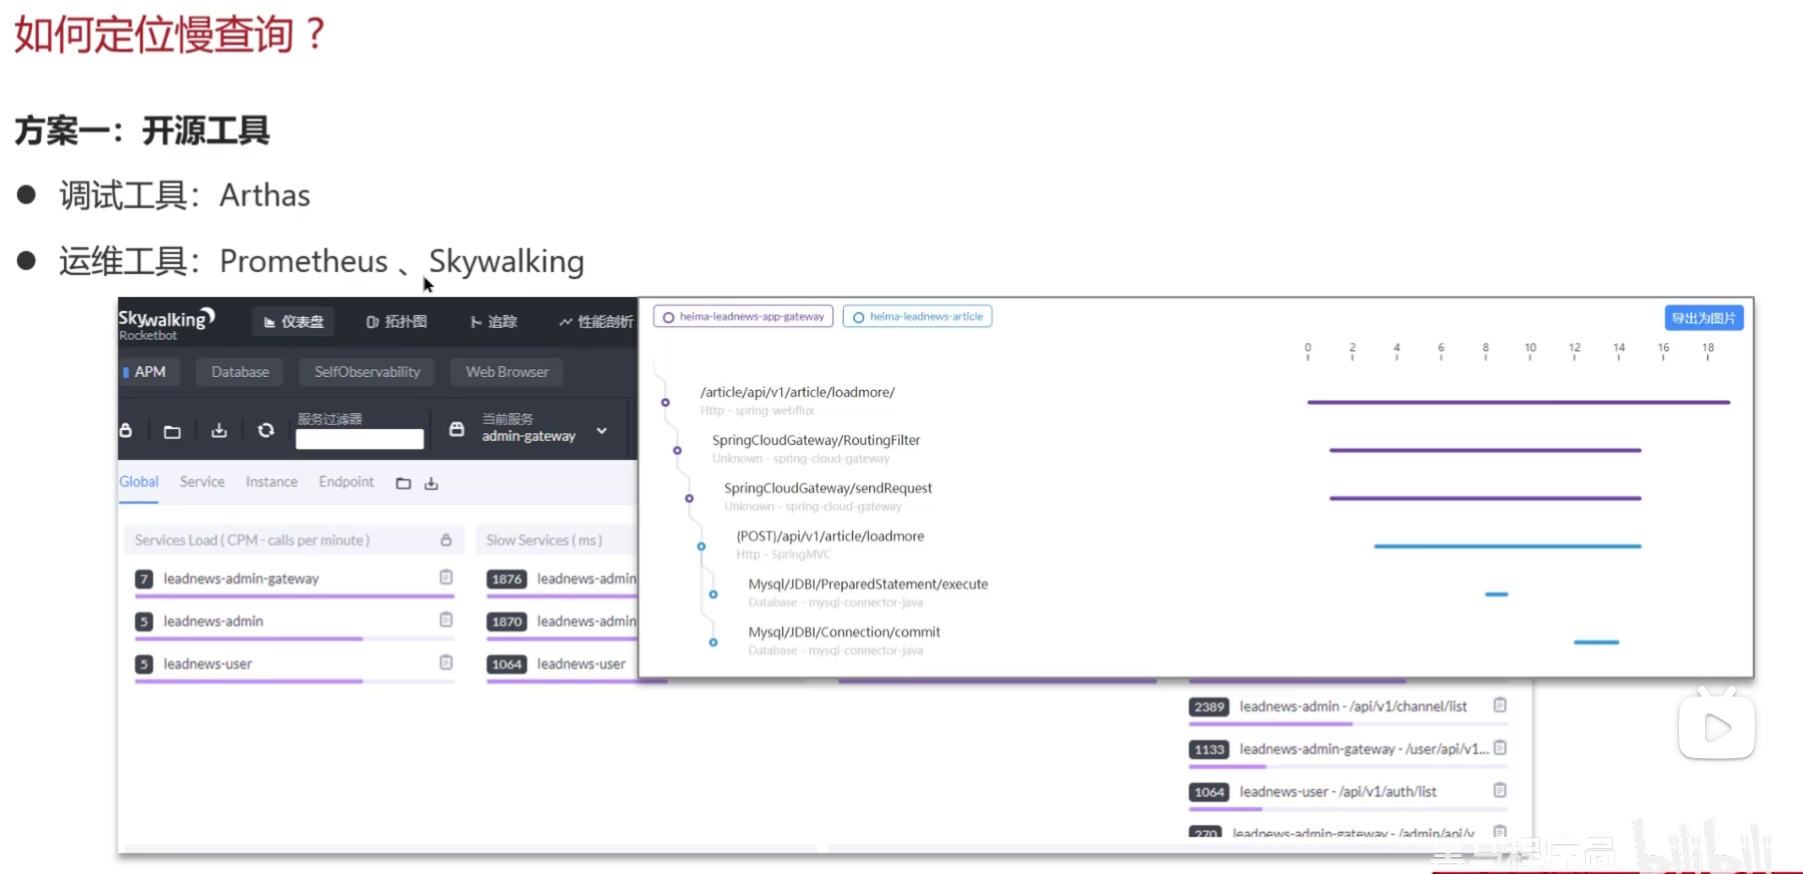 如何定位慢查询？
方案一：开源工具
● 调试工具：Arthas
● 运维工具：Prometheus 、Skywalking
Skywalking
Rocketbot
仪表盘
拓扑图
追踪
性能剖析
APM
Database
SelfObservability
Web Browser
服务过滤器
当前服务
admin-gateway
Global
Service
Instance
Endpoint
Services Load ( CPM - calls per minute )
7 leadnews-admin-gateway
5 leadnews-admin
5 leadnews-user
Slow Services ( ms )
1876 leadnews-admin
1870 leadnews-admin
1064 leadnews-user
heima-leadnews-app-gateway
heima-leadnews-article
导出为图片
0 2 4 6 8 10 12 14 16 18
/article/api/v1/article/loadmore/
Http - spring-webflux
SpringCloudGateway/RoutingFilter
Unknown - spring-cloud-gateway
SpringCloudGateway/sendRequest
Unknown - spring-cloud-gateway
{POST}/api/v1/article/loadmore
Http - SpringMVC
Mysql/JDBI/PreparedStatement/execute
Database - mysql-connector-java
Mysql/JDBI/Connection/commit
Database - mysql-connector-java
2389 leadnews-admin - /api/v1/channel/list
1133 leadnews-admin-gateway - /user/api/v1...
1064 leadnews-user - /api/v1/auth/list
270 leadnews-admin-gateway - /admin/api/v
黑马程序员
bilibili